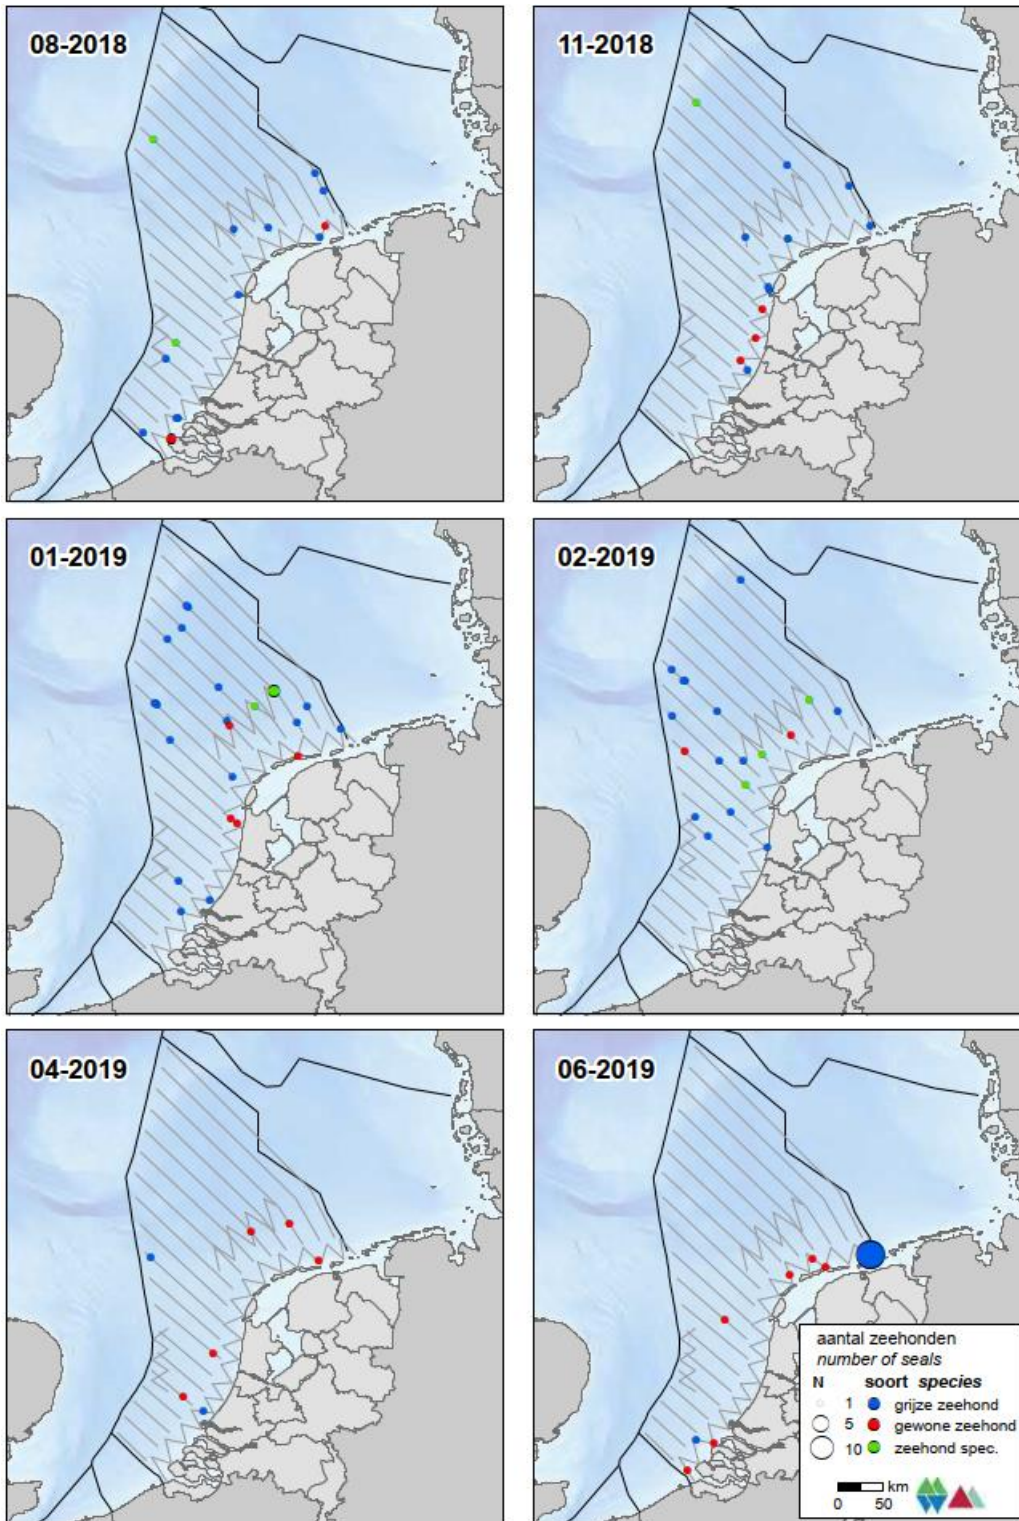 08-2018
11-2018
01-2019
02-2019
04-2019
06-2019
aantal zeehonden
number of seals
N soort species
1 grijze zeehond
5 gewone zeehond
10 zeehond spec.
km
0 50